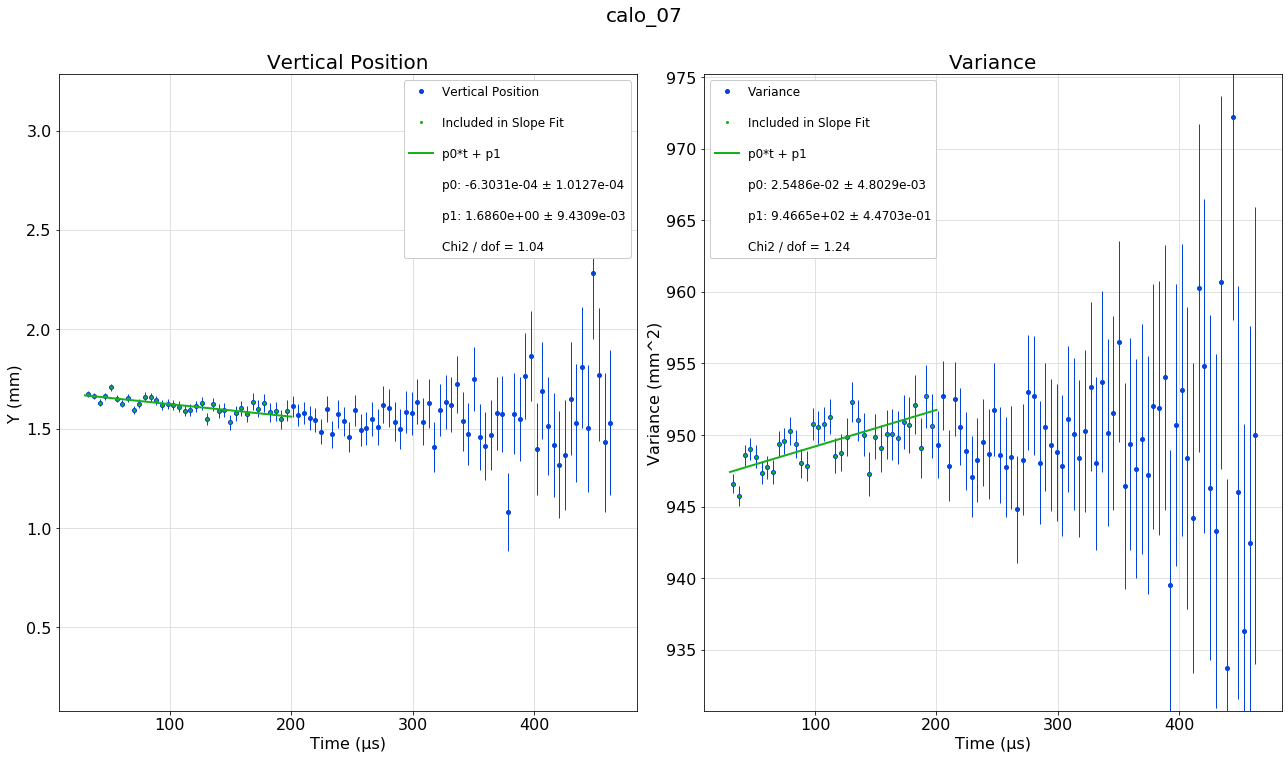 calo_07
Vertical Position
Y (mm)
3.0
2.5
2.0
1.5
1.0
0.5
100
200
300
400
Time (μs)
Vertical Position
Included in Slope Fit
p0*t + p1
p0: -6.3031e-04 ± 1.0127e-04
p1: 1.6860e+00 ± 9.4309e-03
Chi2 / dof = 1.04
Variance
Variance (mm^2)
975
970
965
960
955
950
945
940
935
100
200
300
400
Time (μs)
Variance
Included in Slope Fit
p0*t + p1
p0: 2.5486e-02 ± 4.8029e-03
p1: 9.4665e+02 ± 4.4703e-01
Chi2 / dof = 1.24